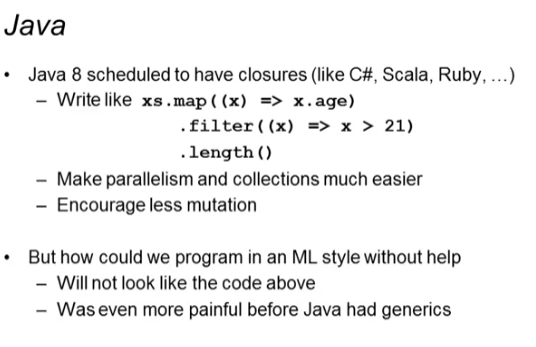 Java
• Java 8 scheduled to have closures (like C#, Scala, Ruby, …)
– Write like xs.map((x) => x.age)
.filter((x) => x > 21)
.length()
– Make parallelism and collections much easier
– Encourage less mutation
• But how could we program in an ML style without help
– Will not look like the code above
– Was even more painful before Java had generics